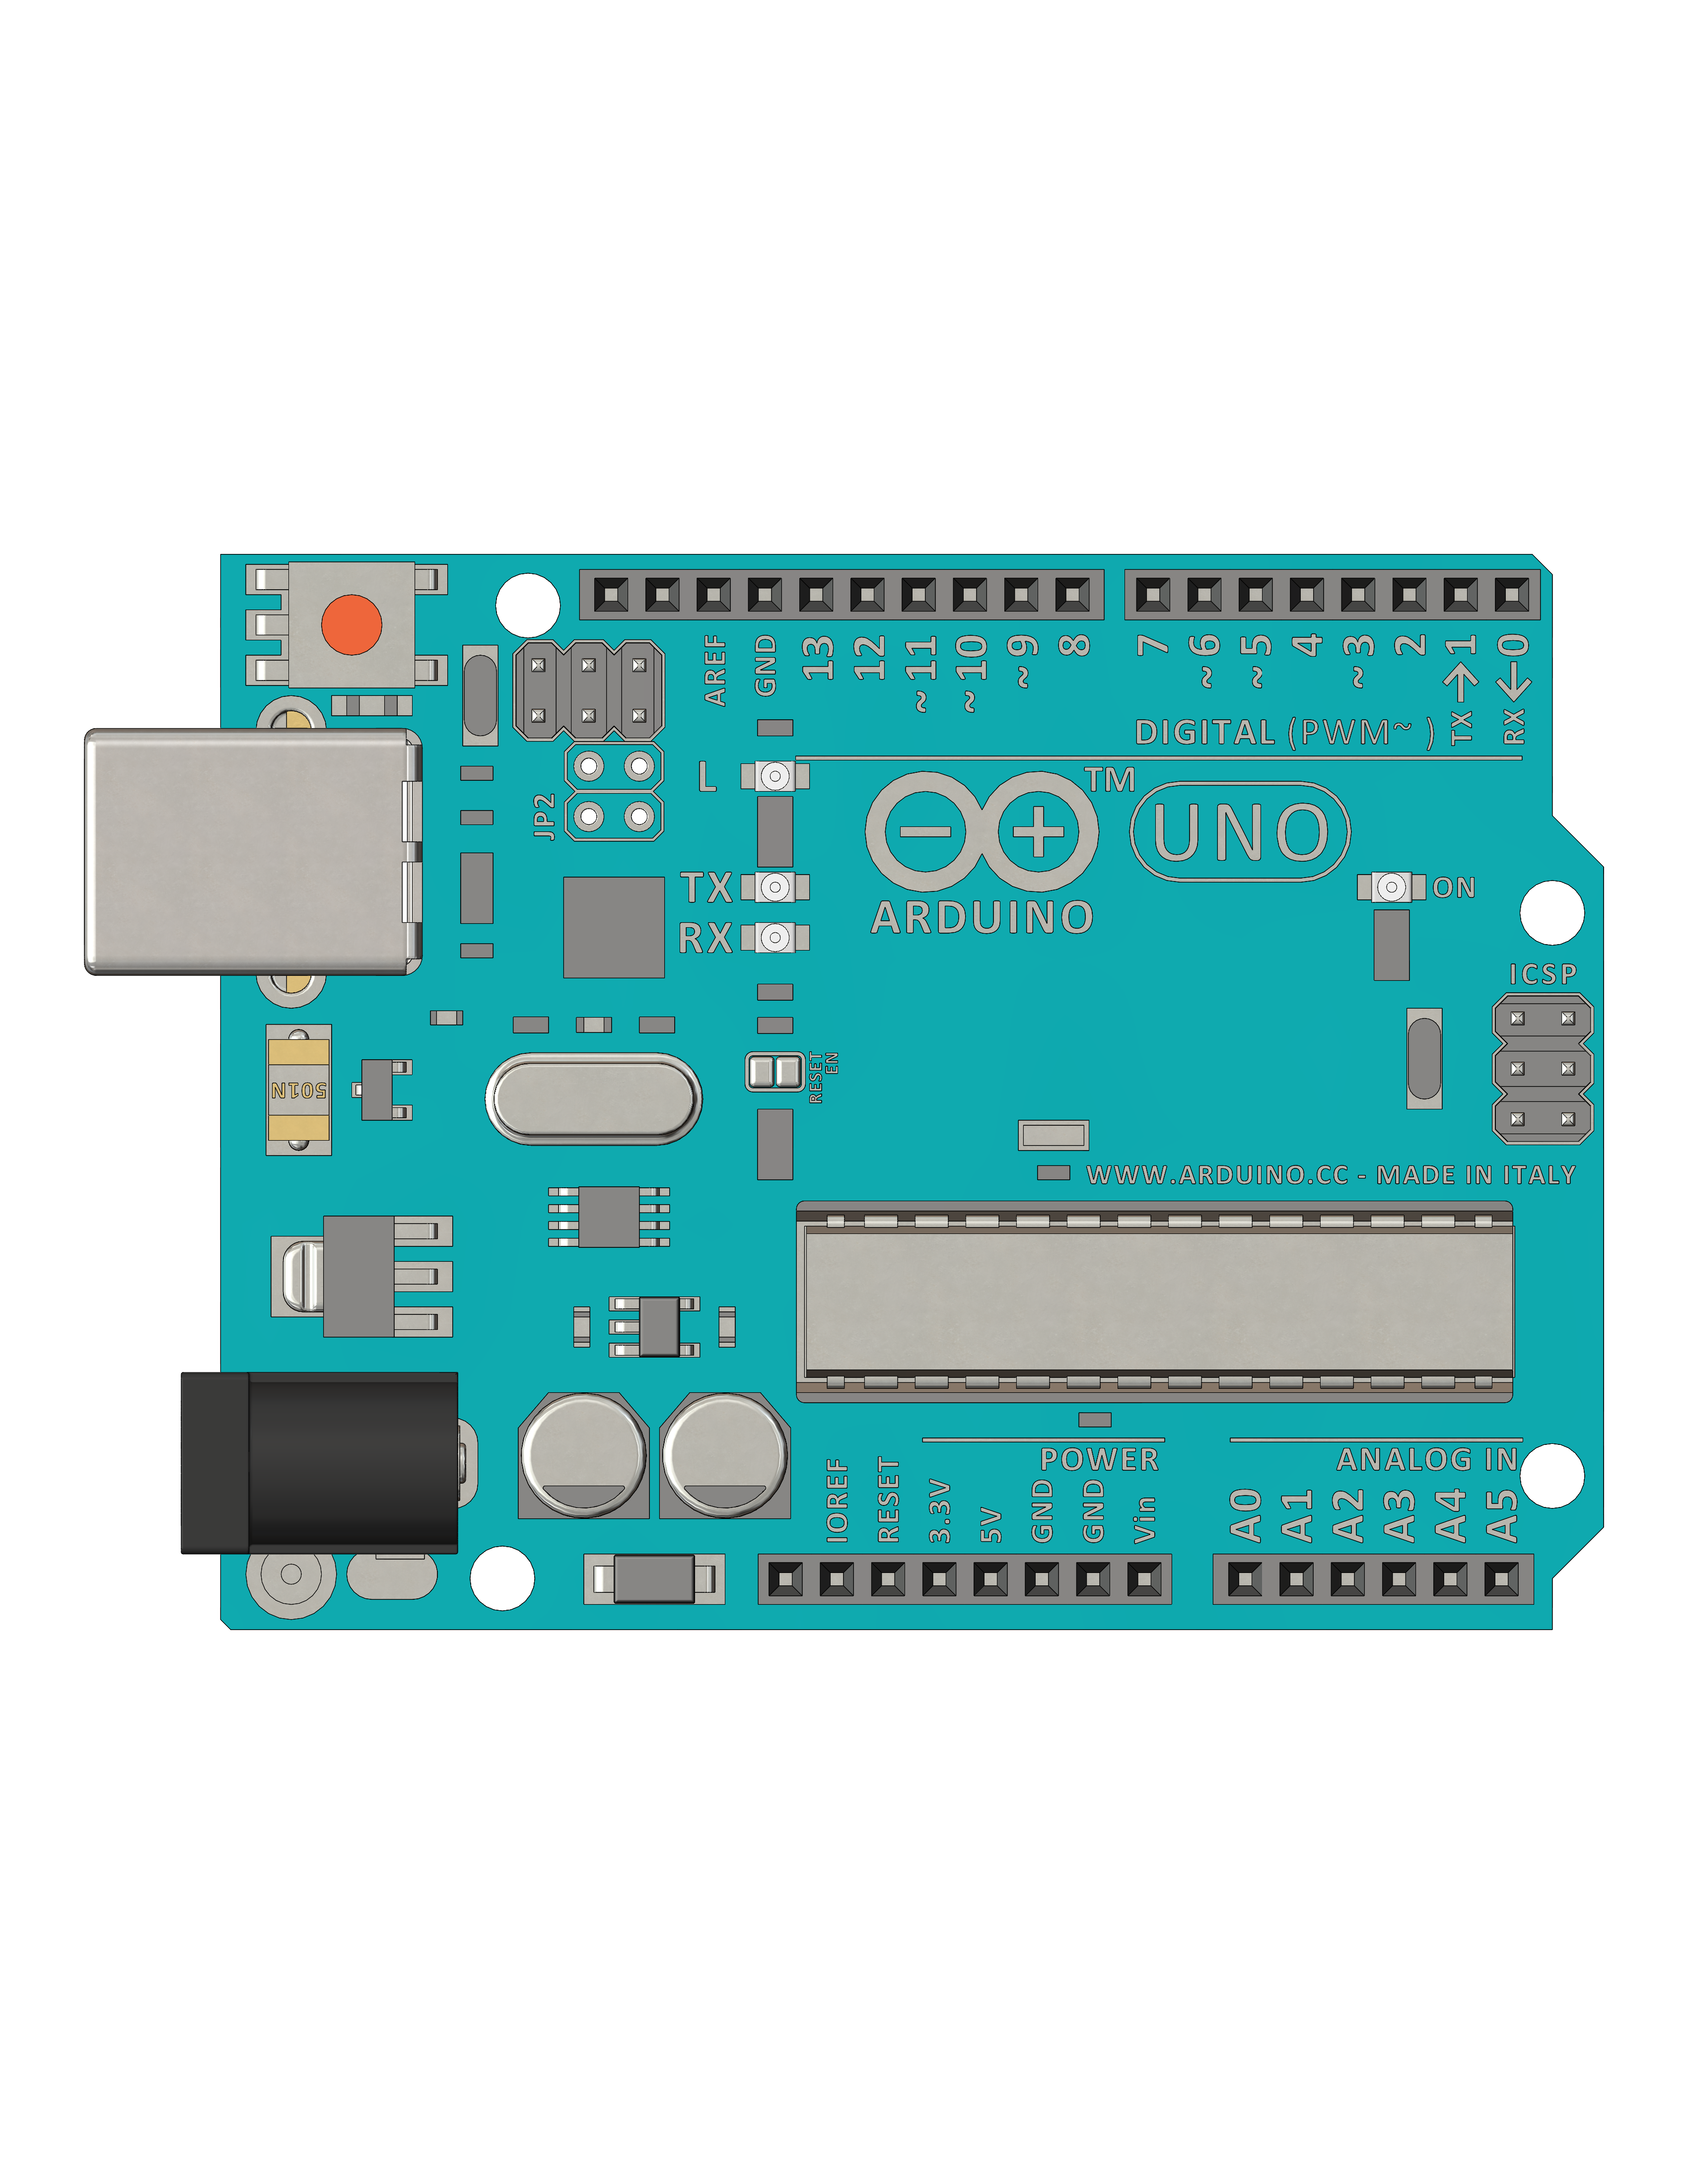 AREF
GND
13
12
~11
~10
~9
8
7
~6
~5
4
~3
2
TX→1
RX←0
DIGITAL (PWM~ )
L
TM
UNO
JP2
TX
RX
ARDUINO
ON
ICSP
RESET
EN
501N
WWW.ARDUINO.CC - MADE IN ITALY
POWER
ANALOG IN
IOREF
RESET
3.3V
5V
GND
GND
Vin
A0
A1
A2
A3
A4
A5